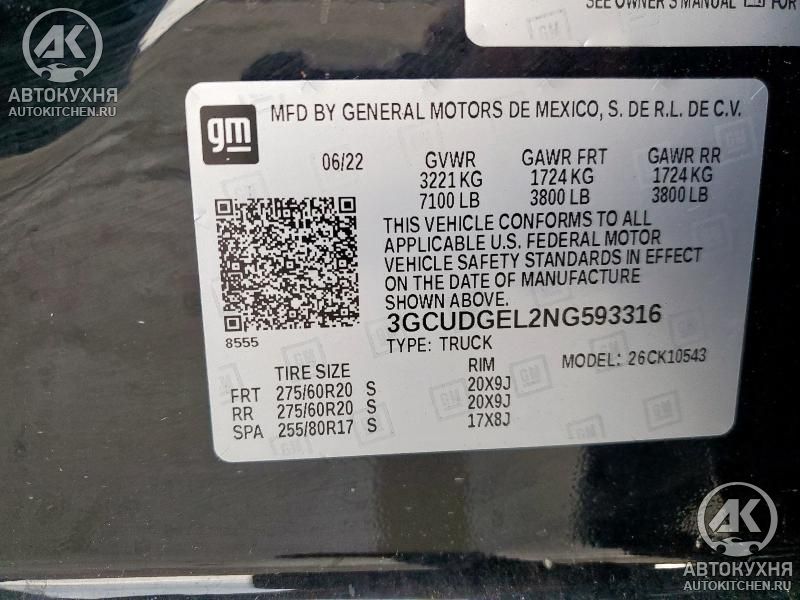 SEE OWNER'S MANUAL FOR
AK
АВТОКУХНЯ
AUTOKITCHEN.RU
gm
MFD BY GENERAL MOTORS DE MEXICO, S. DE R.L. DE C.V.
06/22 GVWR GAWR FRT GAWR RR
3221 KG 1724 KG 1724 KG
7100 LB 3800 LB 3800 LB
THIS VEHICLE CONFORMS TO ALL
APPLICABLE U.S. FEDERAL MOTOR
VEHICLE SAFETY STANDARDS IN EFFECT
ON THE DATE OF MANUFACTURE
SHOWN ABOVE.
3GCUDGEL2NG593316
8555
TYPE: TRUCK
MODEL: 26CK10543
TIRE SIZE RIM
FRT 275/60R20 S 20X9J
RR 275/60R20 S 20X9J
SPA 255/80R17 S 17X8J
AK
АВТОКУХНЯ
AUTOKITCHEN.RU